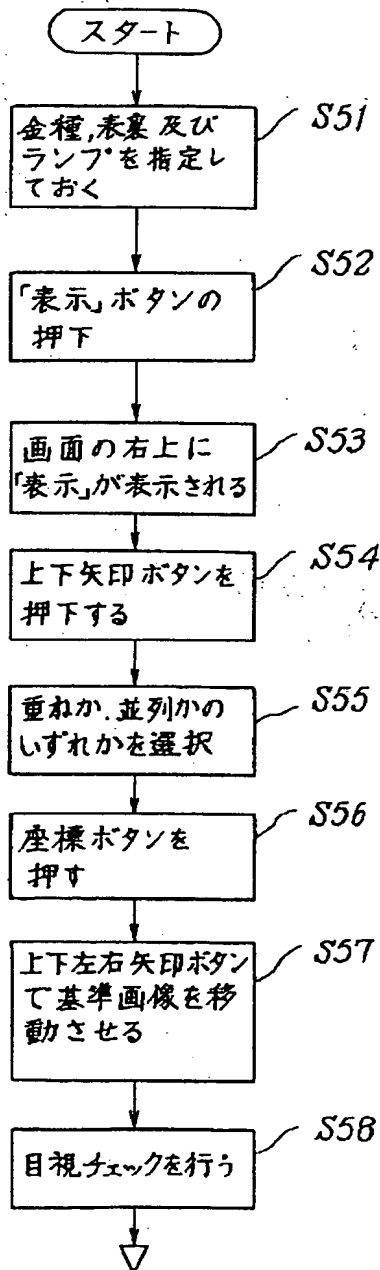 スタート
S51
金種,表裏及び
ランプを指定し
ておく
S52
「表示」ボタンの
押下
S53
画面の右上に
「表示」が表示される
S54
上下矢印ボタンを
押下する
S55
重ねか,並列かの
いずれかを選択
S56
座標ボタンを
押す
S57
上下左右矢印ボタン
で基準画像を移
動させる
S58
目視チェックを行う